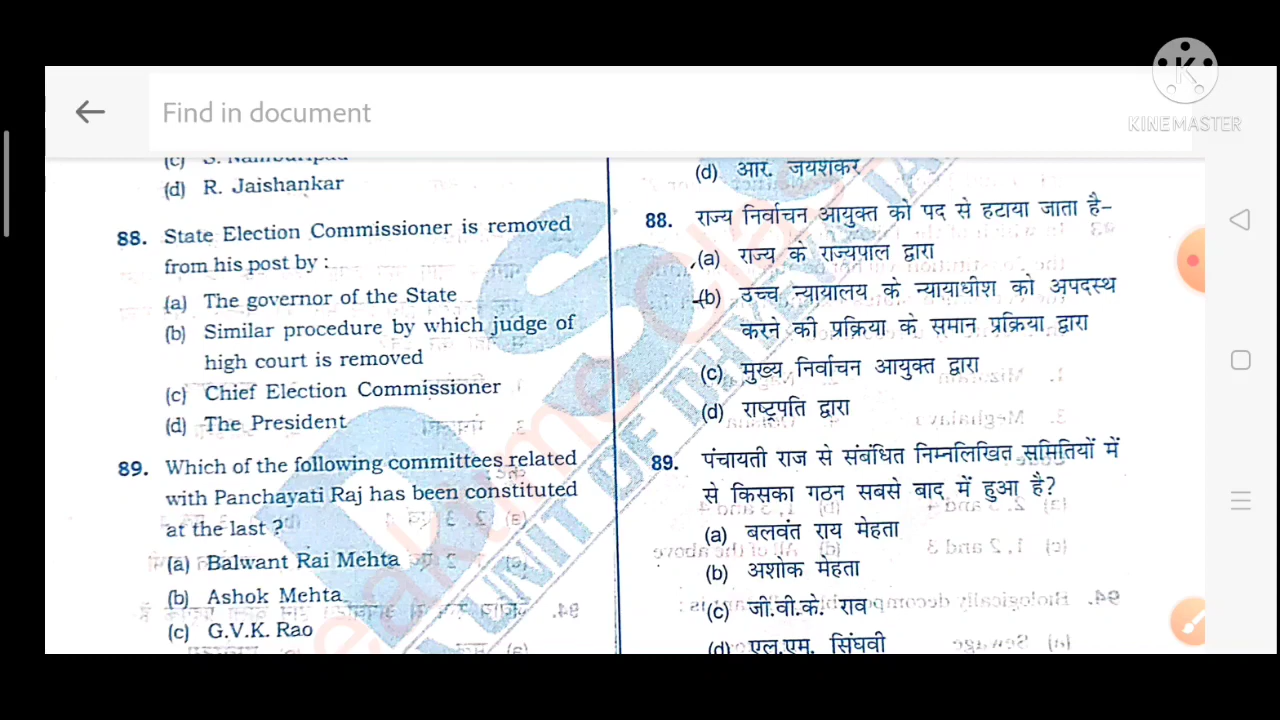 Find in document
KINEMASTER
(d) R. Jaishankar
88. State Election Commissioner is removed
from his post by :
(a) The governor of the State
(b) Similar procedure by which judge of
high court is removed
(c) Chief Election Commissioner
(d) The President
89. Which of the following committees related
with Panchayati Raj has been constituted
at the last ?
(a) Balwant Rai Mehta
(b) Ashok Mehta
(c) G.V.K. Rao
(d) आर. जयशंकर
88. राज्य निर्वाचन आयुक्त को पद से हटाया जाता है–
(a) राज्य के राज्यपाल द्वारा
(b) उच्च न्यायालय के न्यायाधीश को अपदस्थ
करने की प्रक्रिया के समान प्रक्रिया द्वारा
(c) मुख्य निर्वाचन आयुक्त द्वारा
(d) राष्ट्रपति द्वारा
89. पंचायती राज से संबंधित निम्नलिखित समितियों में
से किसका गठन सबसे बाद में हुआ है?
(a) बलवंत राय मेहता
(b) अशोक मेहता
(c) जी.वी.के. राव
(d) एल.एम. सिंघवी